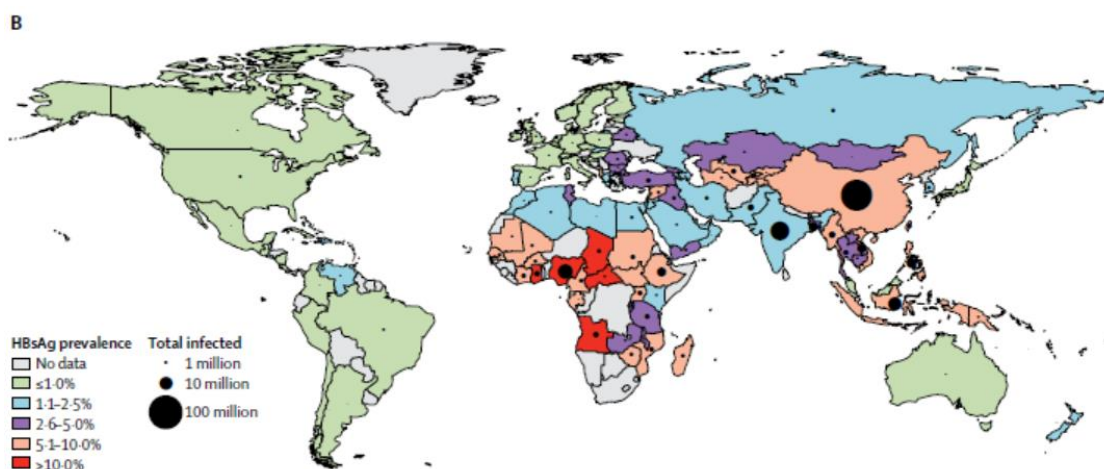 B
HBsAg prevalence
No data
≤1·0%
1·1–2·5%
2·6–5·0%
5·1–10·0%
>10·0%
Total infected
1 million
10 million
100 million